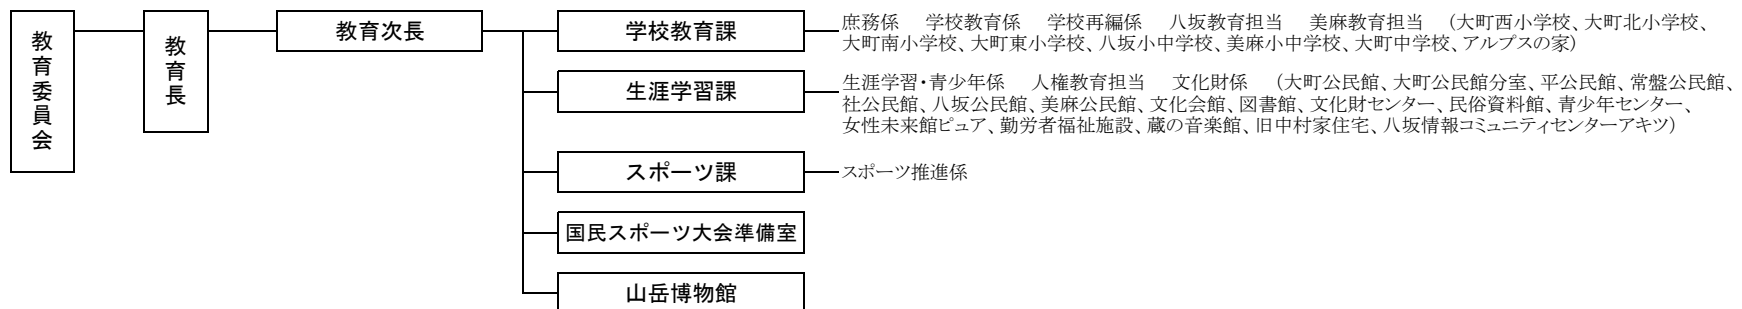 教育委員会
教育長
教育次長
学校教育課
庶務係　学校教育係　学校再編係　八坂教育担当　美麻教育担当　（大町西小学校、大町北小学校、
大町南小学校、大町東小学校、八坂小中学校、美麻小中学校、大町中学校、アルプスの家）
生涯学習課
生涯学習・青少年係　人権教育担当　文化財係　（大町公民館、大町公民館分室、平公民館、常盤公民館、
社公民館、八坂公民館、美麻公民館、文化会館、図書館、文化財センター、民俗資料館、青少年センター、
女性未来館ピュア、勤労者福祉施設、蔵の音楽館、旧中村家住宅、八坂情報コミュニティセンターアキツ）
スポーツ課
スポーツ推進係
国民スポーツ大会準備室
山岳博物館